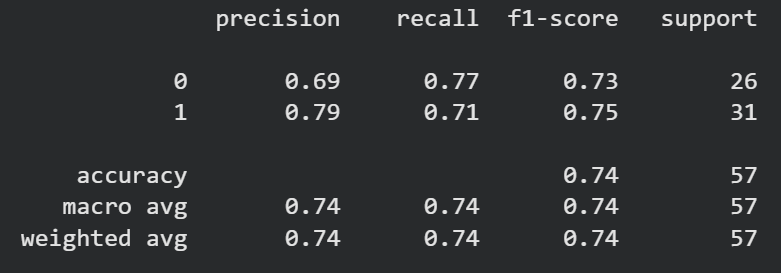 precision recall f1-score support
0 0.69 0.77 0.73 26
1 0.79 0.71 0.75 31
accuracy 0.74 57
macro avg 0.74 0.74 0.74 57
weighted avg 0.74 0.74 0.74 57